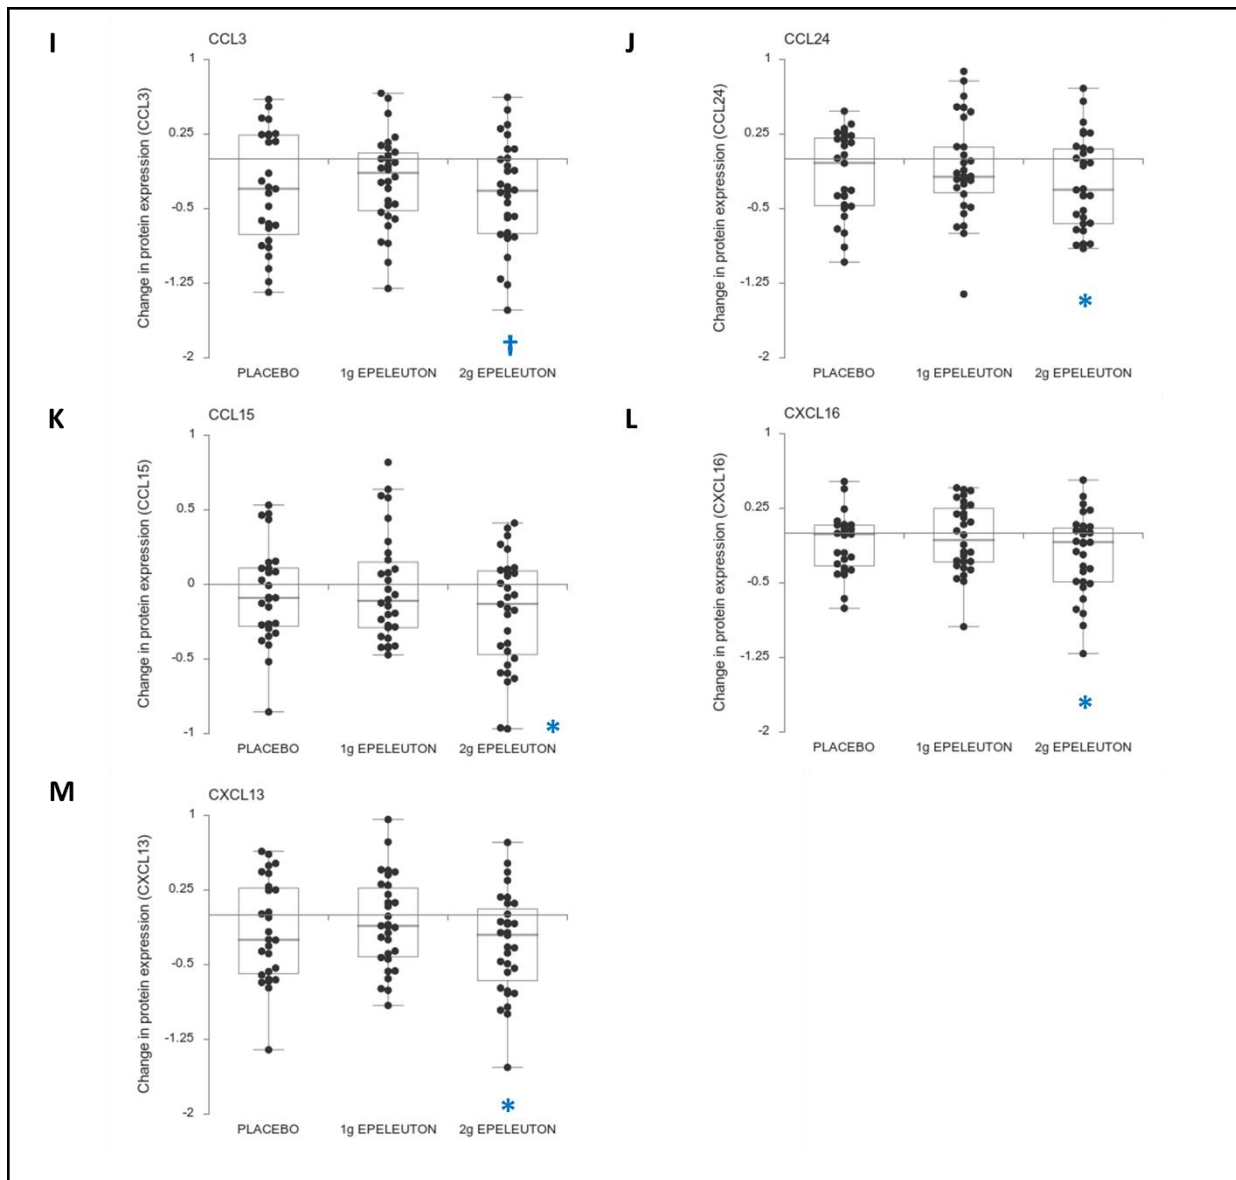 I
CCL3
Change in protein expression (CCL3)
1
0.25
-0.5
-1.25
-2
†
PLACEBO 1g EPELEUTON 2g EPELEUTON
J
CCL24
Change in protein expression (CCL24)
1
0.25
-0.5
-1.25
-2
*
PLACEBO 1g EPELEUTON 2g EPELEUTON
K
CCL15
Change in protein expression (CCL15)
1
0.5
0
-0.5
-1
*
PLACEBO 1g EPELEUTON 2g EPELEUTON
L
CXCL16
Change in protein expression (CXCL16)
1
0.25
-0.5
-1.25
-2
*
PLACEBO 1g EPELEUTON 2g EPELEUTON
M
CXCL13
Change in protein expression (CXCL13)
1
0.25
-0.5
-1.25
-2
*
PLACEBO 1g EPELEUTON 2g EPELEUTON